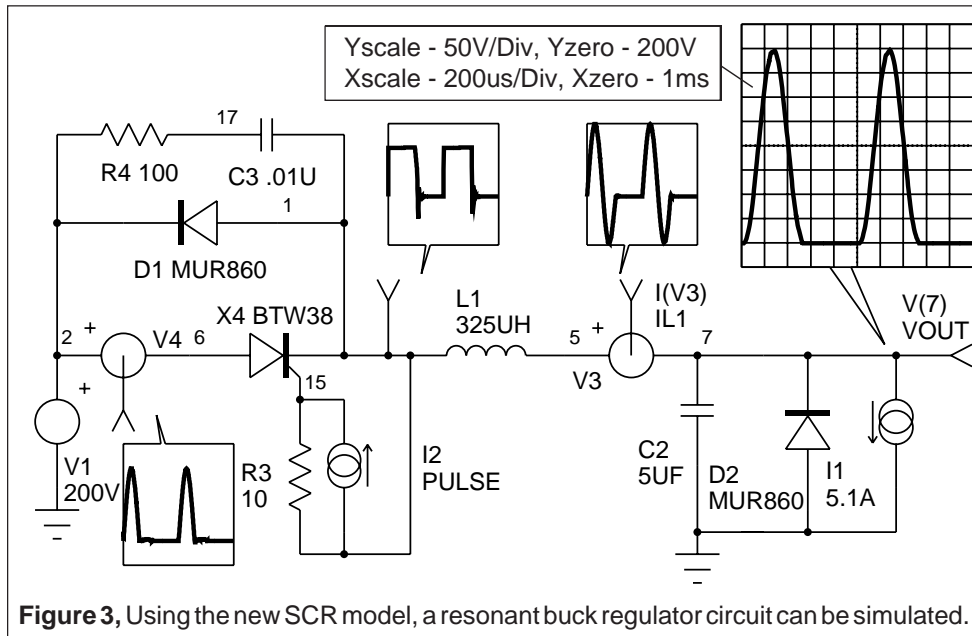 Yscale - 50V/Div, Yzero - 200V
Xscale - 200us/Div, Xzero - 1ms
17
R4 100
C3 .01U
1
D1 MUR860
X4 BTW38
L1
325UH
I(V3)
IL1
V(7)
VOUT
2
+
V4
6
5
+
7
V3
15
+
V1
200V
R3
10
I2
PULSE
C2
5UF
D2
MUR860
I1
5.1A
Figure 3, Using the new SCR model, a resonant buck regulator circuit can be simulated.